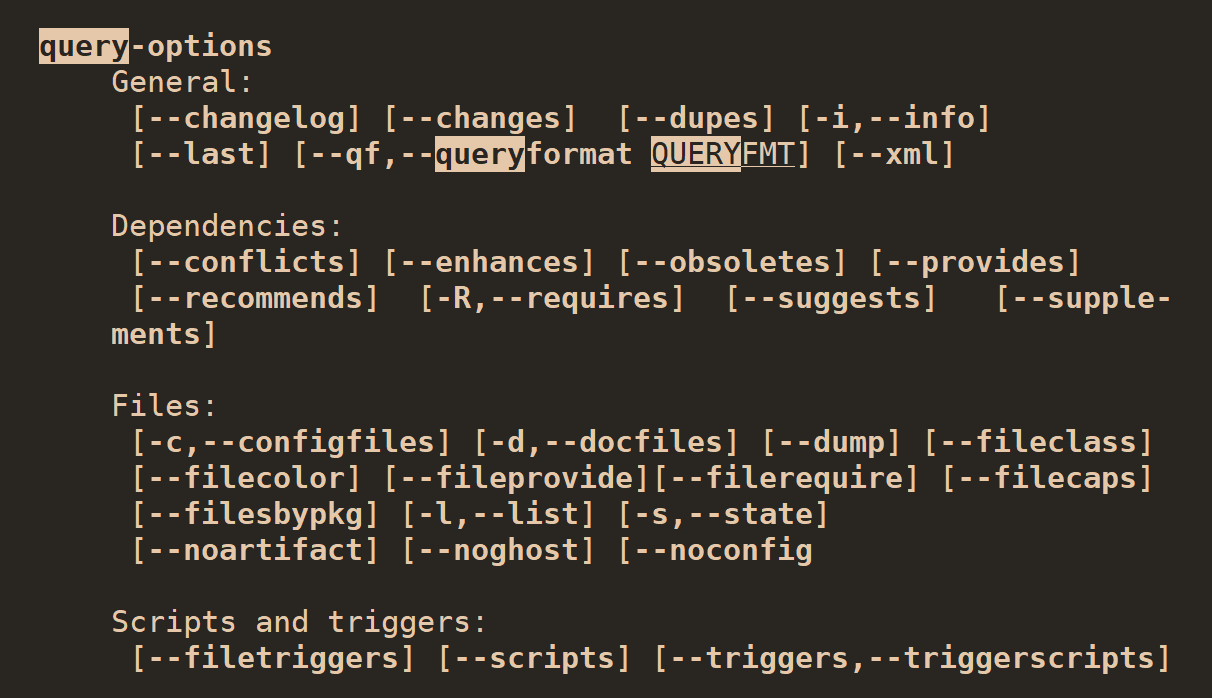 query-options
General:
[--changelog] [--changes]  [--dupes] [-i,--info]
[--last] [--qf,--queryformat QUERYFMT] [--xml]
Dependencies:
[--conflicts] [--enhances] [--obsoletes] [--provides]
[--recommends]  [-R,--requires]  [--suggests]   [--supple-
ments]
Files:
[-c,--configfiles] [-d,--docfiles] [--dump] [--fileclass]
[--filecolor] [--fileprovide][--filerequire] [--filecaps]
[--filesbypkg] [-l,--list] [-s,--state]
[--noartifact] [--noghost] [--noconfig
Scripts and triggers:
[--filetriggers] [--scripts] [--triggers,--triggerscripts]